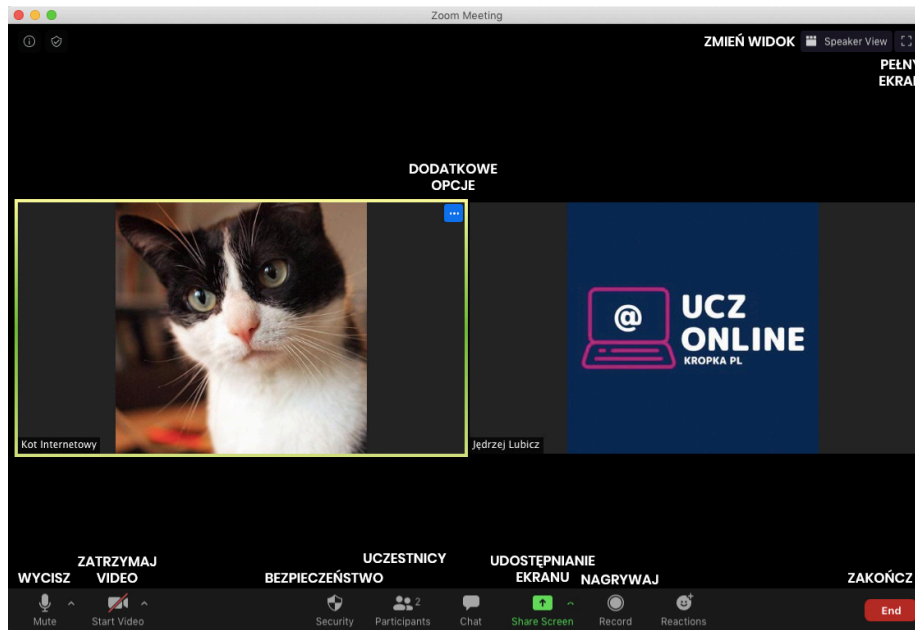 Zoom Meeting
ZMIEŃ WIDOK Speaker View
PEŁNY
EKRAN
DODATKOWE
OPCJE
@ UCZ
ONLINE
KROPKA PL
Kot Internetowy
Jędrzej Lubicz
ZATRZYMAJ
VIDEO
WYCISZ
BEZPIECZEŃSTWO
UCZESTNICY
UDOSTĘPNIANIE
EKRANU
NAGRYWAJ
ZAKOŃCZ
Mute
Start Video
Security
Participants 2
Chat
Share Screen
Record
Reactions
End